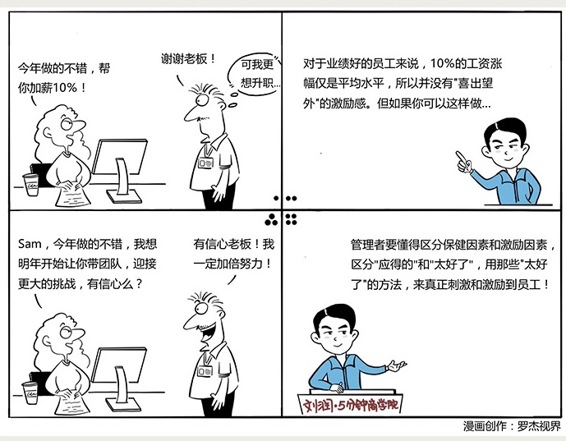 今年做的不错，帮
你加薪10%！
谢谢老板！
可我更
想升职...
对于业绩好的员工来说，10%的工资涨
幅仅是平均水平，所以并没有"喜出望
外"的激励感。但如果你可以这样做...
Sam，今年做的不错，我想
明年开始让你带团队，迎接
更大的挑战，有信心么？
有信心老板！我
一定加倍努力！
管理者要懂得区分保健因素和激励因素，
区分"应得的"和"太好了"，用那些"太好
了"的方法，来真正刺激和激励到员工！
刘润·5分钟商学院
漫画创作：罗杰视界